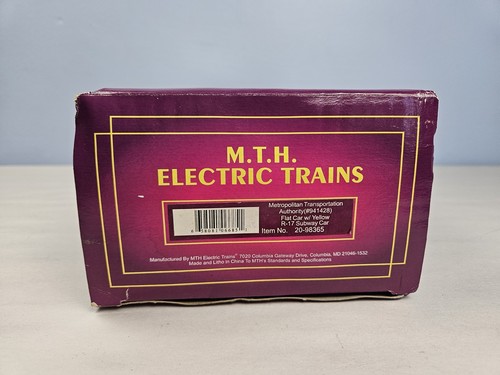 M.T.H.
ELECTRIC TRAINS
Metropolitan Transportation
Authority(#941428)
Flat Car w/ Yellow
R-17 Subway Car
Item No. 20-98365
Manufactured By MTH Electric Trains® 7020 Columbia Gateway Drive, Columbia, MD 21046-1532
Made and Litho in China To MTH's Standards and Specifications